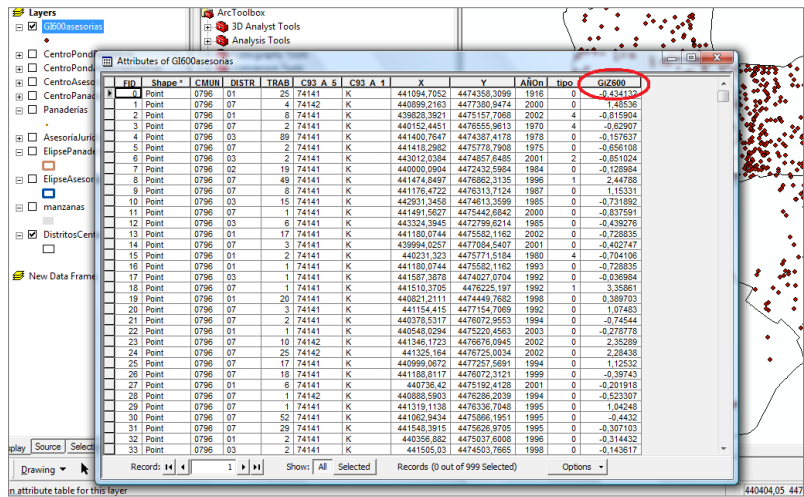 Layers
GI600asesorias
CentroPond
CentroPond
CentroAseso
CentroPanac
Panaderias
AsesoriaJuríd
ElipsePanade
ElipseAsesor
manzanas
DistritosCent
New Data Frame
ArcToolbox
3D Analyst Tools
Analysis Tools
Attributes of GI600asesorias
FID Shape * CMUN DISTR TRAB C93_A_5 C93_A_1 X Y AÑOn tipo GiZ600
0 Point 0796 01 25 74141 K 441094,7052 4474358,3099 1916 0 -0,434132
1 Point 0796 07 4 74142 K 440899,2163 4477380,9474 2000 0 1,48536
2 Point 0796 01 8 74141 K 439828,3921 4475157,7068 2002 4 -0,815904
3 Point 0796 07 2 74141 K 440152,4451 4476555,9613 1970 4 -0,62907
4 Point 0796 03 89 74141 K 441400,7647 4474387,4178 1978 0 -0,157637
5 Point 0796 07 2 74141 K 441418,2982 4475778,7908 1975 0 -0,656108
6 Point 0796 03 2 74141 K 443012,0384 4474857,6485 2001 2 -0,851024
7 Point 0796 02 19 74141 K 440000,0904 4472432,5984 1984 0 -0,128984
8 Point 0796 07 49 74141 K 441474,8497 4476862,3135 1996 1 2,44788
9 Point 0796 07 8 74141 K 441176,4722 4476313,7124 1987 0 1,15331
10 Point 0796 03 15 74141 K 442931,3458 4474613,3599 1985 0 -0,731892
11 Point 0796 07 1 74141 K 441491,5627 4475442,6842 2000 0 -0,837591
12 Point 0796 03 6 74141 K 443324,3945 4472799,6214 1985 0 -0,439276
13 Point 0796 01 17 74141 K 441180,0744 4475582,1162 2002 0 -0,728835
14 Point 0796 07 3 74141 K 439994,0257 4477084,5407 2001 0 -0,402747
15 Point 0796 01 2 74141 K 440231,323 4475771,5184 1980 4 -0,704106
16 Point 0796 01 1 74141 K 441180,0744 4475582,1162 1993 0 -0,728835
17 Point 0796 03 1 74141 K 441587,3878 4474027,0704 1992 0 -0,036984
18 Point 0796 07 1 74141 K 441510,3705 4476225,197 1992 1 3,35861
19 Point 0796 01 20 74141 K 440821,2111 4474449,7682 1998 0 0,389703
20 Point 0796 07 3 74141 K 441154,415 4477154,7069 1992 0 1,07483
21 Point 0796 07 2 74141 K 440378,5317 4476072,9553 1994 0 -0,74544
22 Point 0796 01 1 74141 K 440548,0294 4475220,4563 2003 0 -0,278778
23 Point 0796 07 10 74142 K 441346,1723 4476676,0945 2002 0 2,35289
24 Point 0796 07 25 74142 K 441325,164 4476725,0034 2002 0 2,28438
25 Point 0796 07 17 74141 K 440999,0672 4477257,5691 1994 0 1,12532
26 Point 0796 07 18 74141 K 441188,8117 4476072,3121 1999 0 -0,39743
27 Point 0796 01 6 74141 K 440736,42 4475192,4128 2001 0 -0,201918
28 Point 0796 07 1 74142 K 440888,5903 4476286,2039 1994 0 -0,523307
29 Point 0796 07 1 74141 K 441319,1138 4476336,7048 1995 0 1,04248
30 Point 0796 07 52 74141 K 441062,9434 4475866,1951 1995 0 -0,4432
31 Point 0796 07 29 74141 K 441548,3915 4475626,9705 1995 0 -0,307103
32 Point 0796 01 2 74141 K 440356,882 4475037,6008 1996 0 -0,314432
33 Point 0796 03 2 74141 K 441505,03 4474503,7665 1998 0 -0,143617
Record: 1 Show: All Selected Records (0 out of 999 Selected) Options
play Source Selecti
Drawing
n attribute table for this layer
440404,05 447